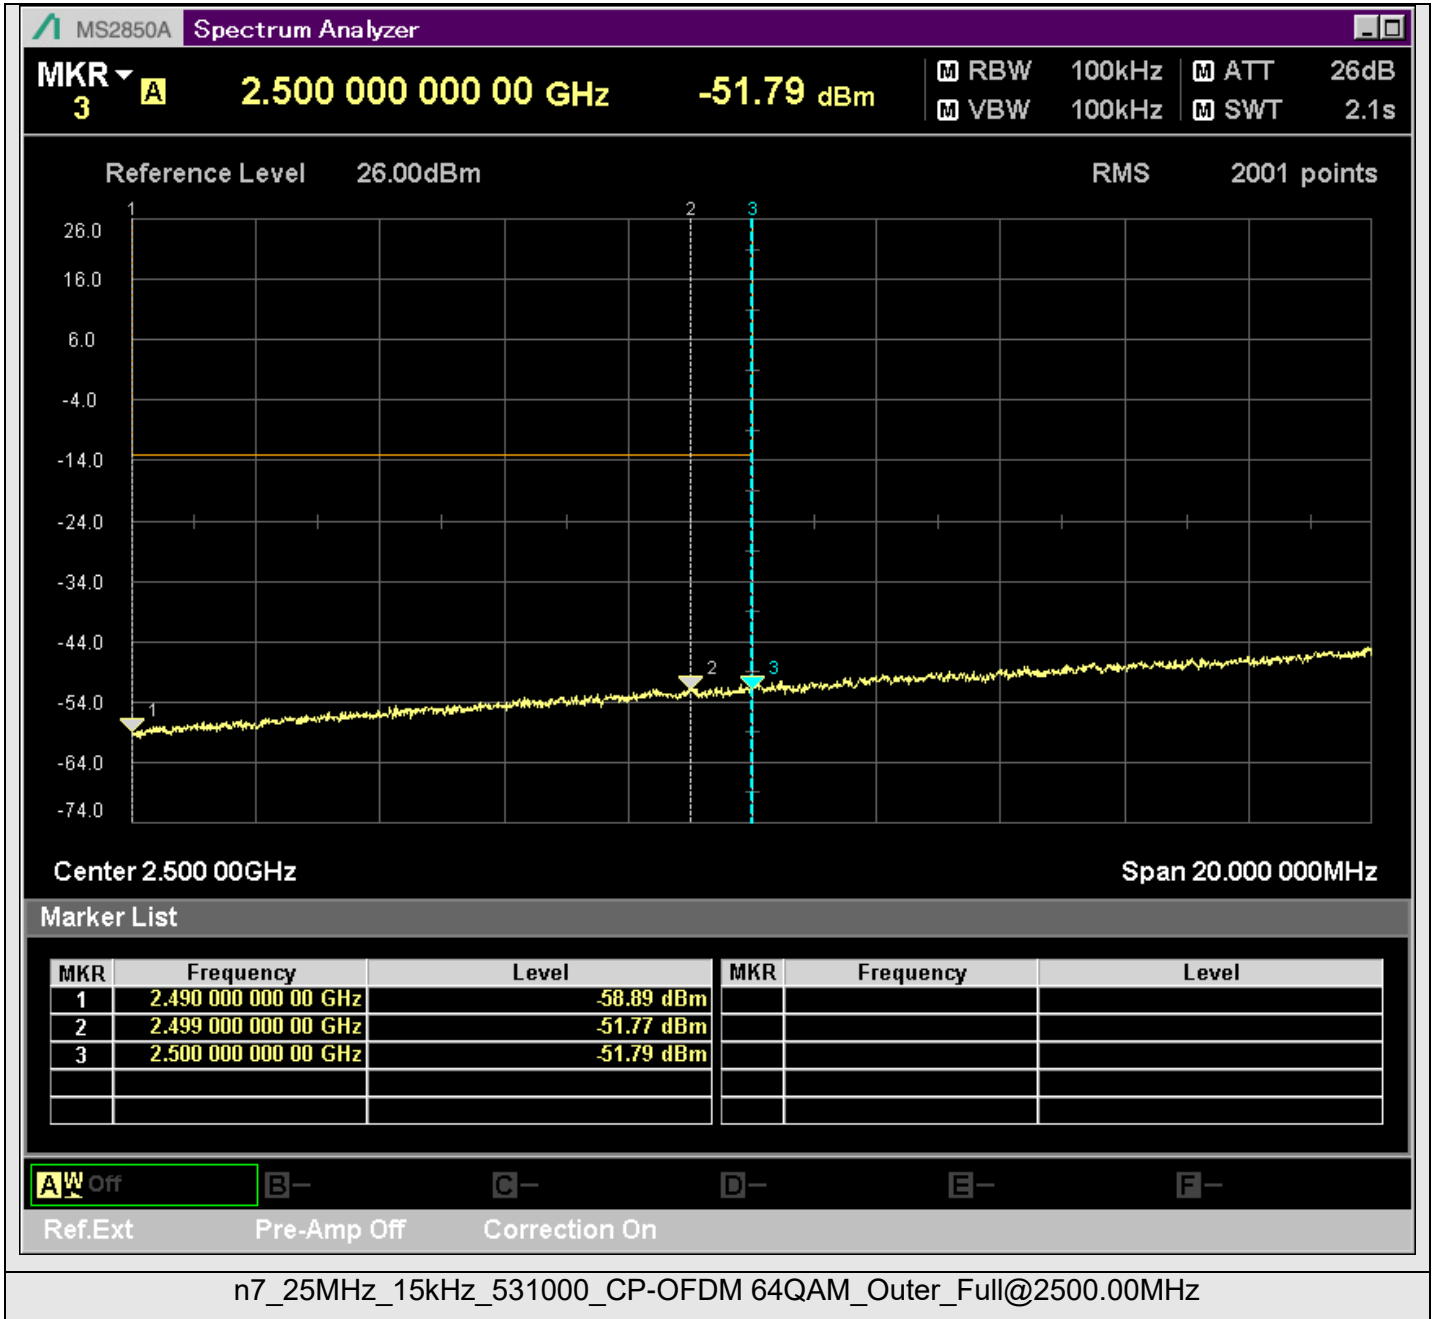 MS2850A Spectrum Analyzer
MKR 3 A 2.500 000 000 00 GHz -51.79 dBm
M RBW 100kHz M ATT 26dB
M VBW 100kHz M SWT 2.1s
Reference Level 26.00dBm RMS 2001 points
1 2 3
26.0
16.0
6.0
-4.0
-14.0
-24.0
-34.0
-44.0
2 3
-54.0
1
-64.0
-74.0
Center 2.500 00GHz Span 20.000 000MHz
Marker List
MKR Frequency Level MKR Frequency Level
1 2.490 000 000 00 GHz -58.89 dBm
2 2.499 000 000 00 GHz -51.77 dBm
3 2.500 000 000 00 GHz -51.79 dBm
A W Off B – C – D – E – F –
Ref.Ext Pre-Amp Off Correction On
n7_25MHz_15kHz_531000_CP-OFDM 64QAM_Outer_Full@2500.00MHz